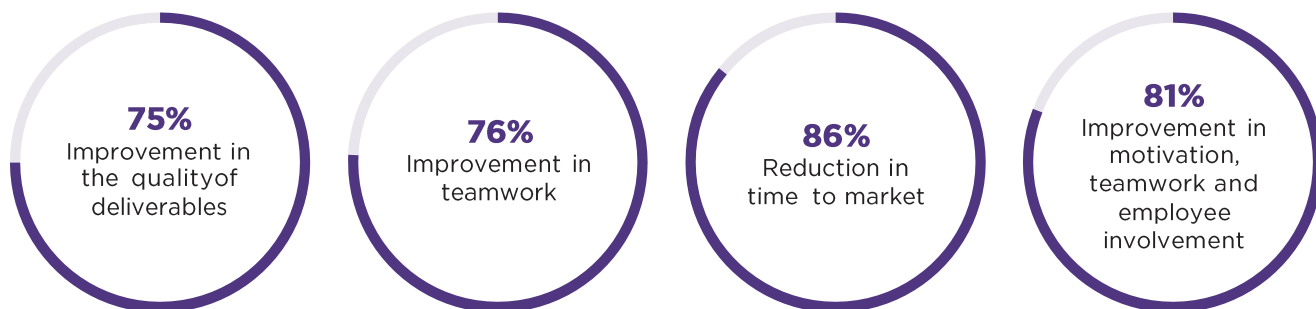 75%
Improvement in
the qualityof
deliverables
76%
Improvement in
teamwork
86%
Reduction in
time to market
81%
Improvement in
motivation,
teamwork and
employee
involvement